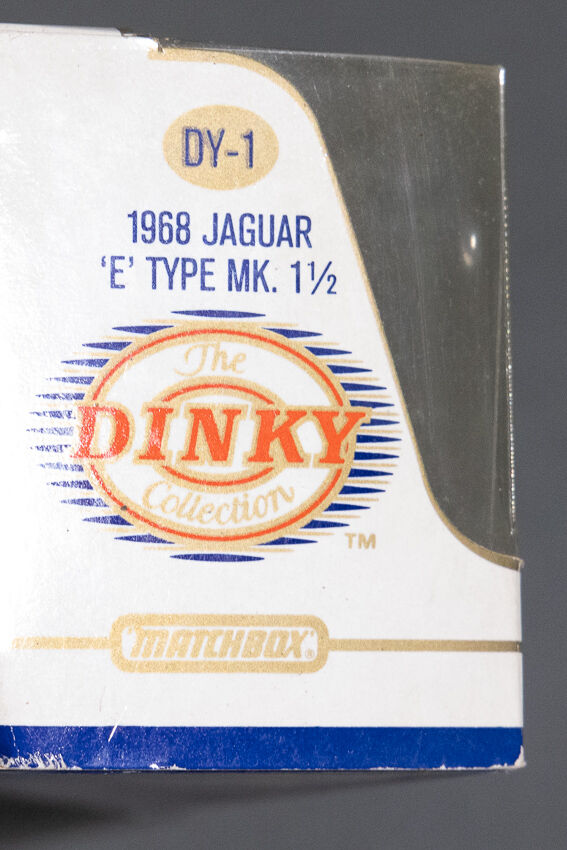 DY-1
1968 JAGUAR
‘E’ TYPE MK. 1½
The
DINKY
Collection
TM
"MATCHBOX"®